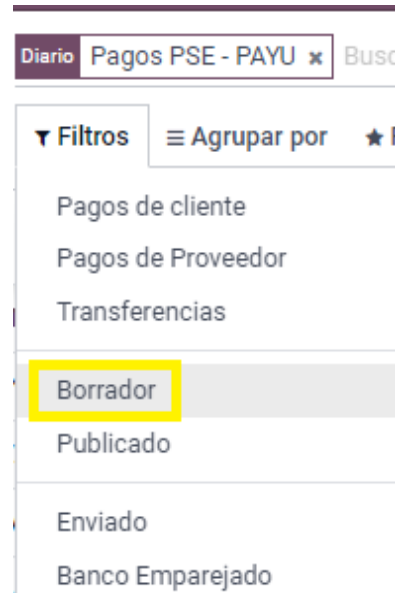 Diario Pagos PSE - PAYU × Busc
▼ Filtros ≡ Agrupar por ★
Pagos de cliente
Pagos de Proveedor
Transferencias
Borrador
Publicado
Enviado
Banco Emparejado